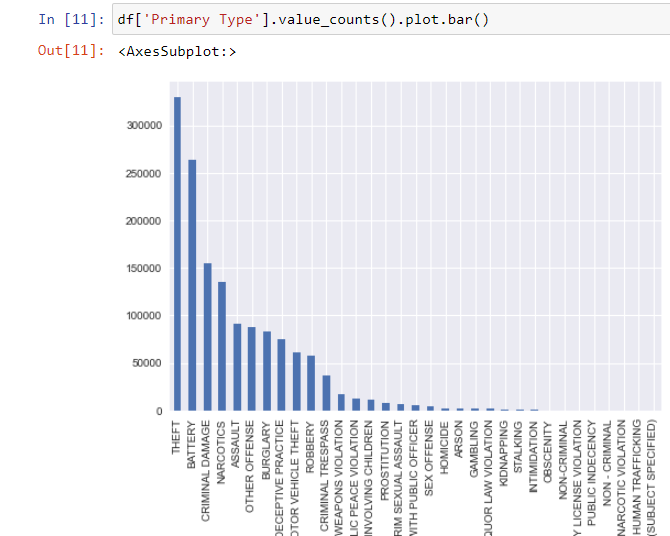 In [11]: df['Primary Type'].value_counts().plot.bar()
Out[11]: <AxesSubplot:>
300000
250000
200000
150000
100000
50000
0
THEFT
BATTERY
CRIMINAL DAMAGE
NARCOTICS
ASSAULT
OTHER OFFENSE
BURGLARY
DECEPTIVE PRACTICE
OTOR VEHICLE THEFT
ROBBERY
CRIMINAL TRESPASS
WEAPONS VIOLATION
LIC PEACE VIOLATION
INVOLVING CHILDREN
PROSTITUTION
RIM SEXUAL ASSAULT
WITH PUBLIC OFFICER
SEX OFFENSE
HOMICIDE
ARSON
GAMBLING
QUOR LAW VIOLATION
KIDNAPPING
STALKING
INTIMIDATION
OBSCENITY
NON-CRIMINAL
Y LICENSE VIOLATION
PUBLIC INDECENCY
NON - CRIMINAL
NARCOTIC VIOLATION
HUMAN TRAFFICKING
(SUBJECT SPECIFIED)